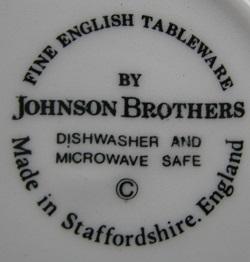 FINE ENGLISH TABLEWARE
BY
JOHNSON BROTHERS
DISHWASHER AND
MICROWAVE SAFE
©
Made in Staffordshire. England